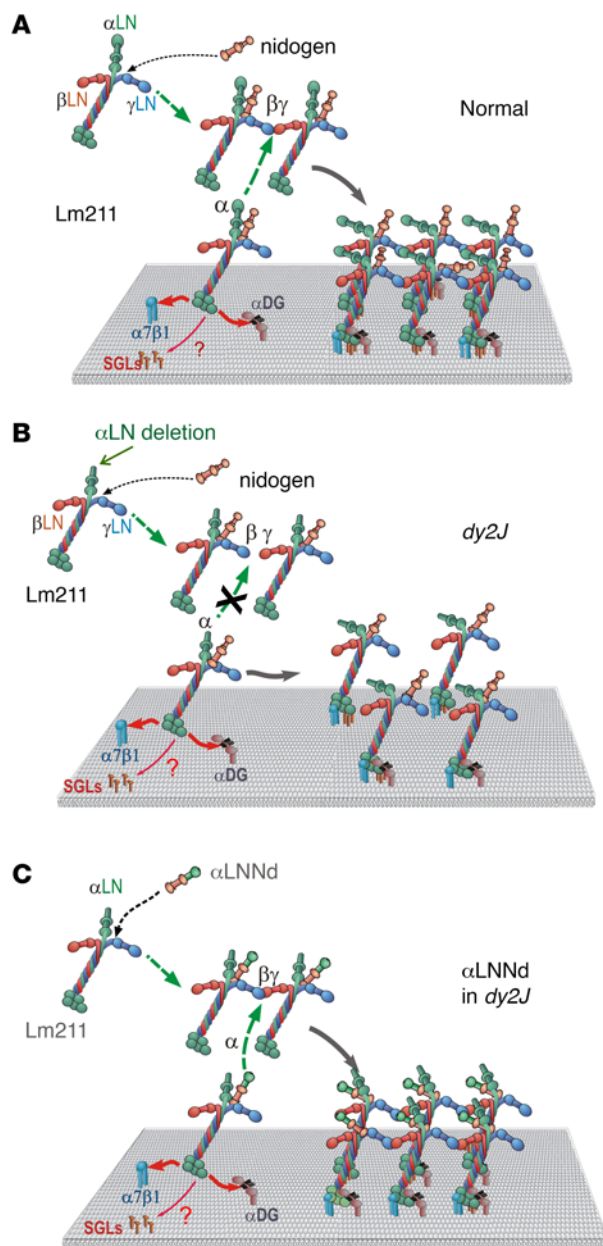 A
αLN
nidogen
βLN
γLN
βγ
Normal
Lm211
α
α7β1
αDG
SGLs
?
B
αLN deletion
nidogen
βLN
γLN
β γ
dy2J
Lm211
α
α7β1
αDG
SGLs
?
C
αLNNd
αLN
βγ
αLNNd
in dy2J
Lm211
α
α7β1
αDG
SGLs
?